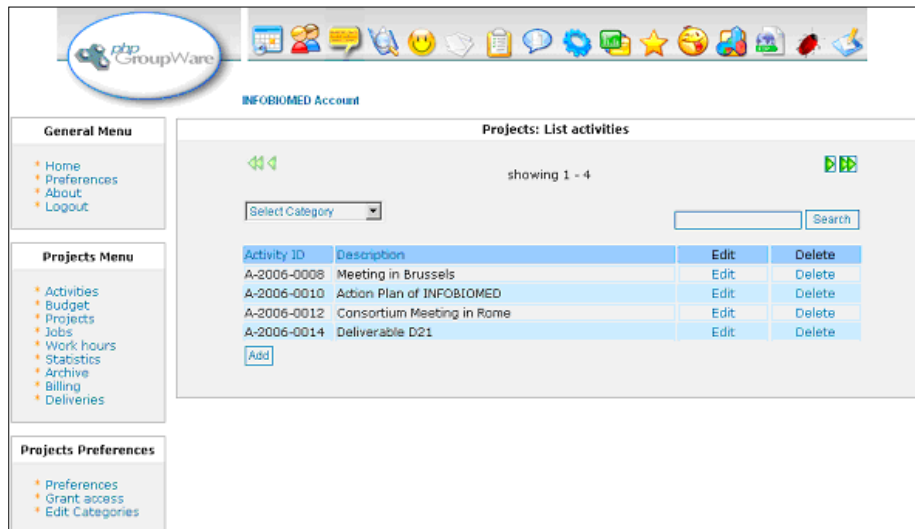 php
GroupWare
INFOBIOMED Account
General Menu
* Home
* Preferences
* About
* Logout
Projects Menu
* Activities
* Budget
* Projects
* Jobs
* Work hours
* Statistics
* Archive
* Billing
* Deliveries
Projects Preferences
* Preferences
* Grant access
* Edit Categories
Projects: List activities
showing 1 - 4
Select Category
Search
Activity ID Description Edit Delete
A-2006-0008 Meeting in Brussels Edit Delete
A-2006-0010 Action Plan of INFOBIOMED Edit Delete
A-2006-0012 Consortium Meeting in Rome Edit Delete
A-2006-0014 Deliverable D21 Edit Delete
Add